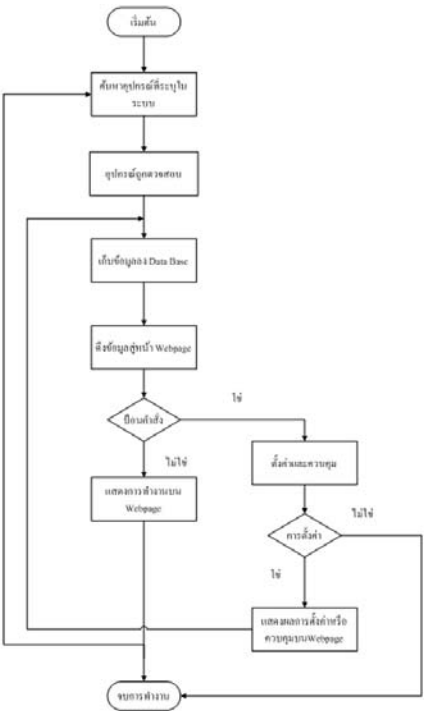 เริ่มต้น
ค้นหาอุปกรณ์ที่ระบุใน
ระบบ
อุปกรณ์ถูกตรวจสอบ
เก็บข้อมูลลง Data Base
ดึงข้อมูลสู่หน้า Webpage
ป้อนคำสั่ง
ใช่
ไม่ใช่
ตั้งค่าและควบคุม
แสดงการทำงานบน
Webpage
การตั้งค่า
ไม่ใช่
ใช่
แสดงผลการตั้งค่าหรือ
ควบคุมบนWebpage
จบการทำงาน